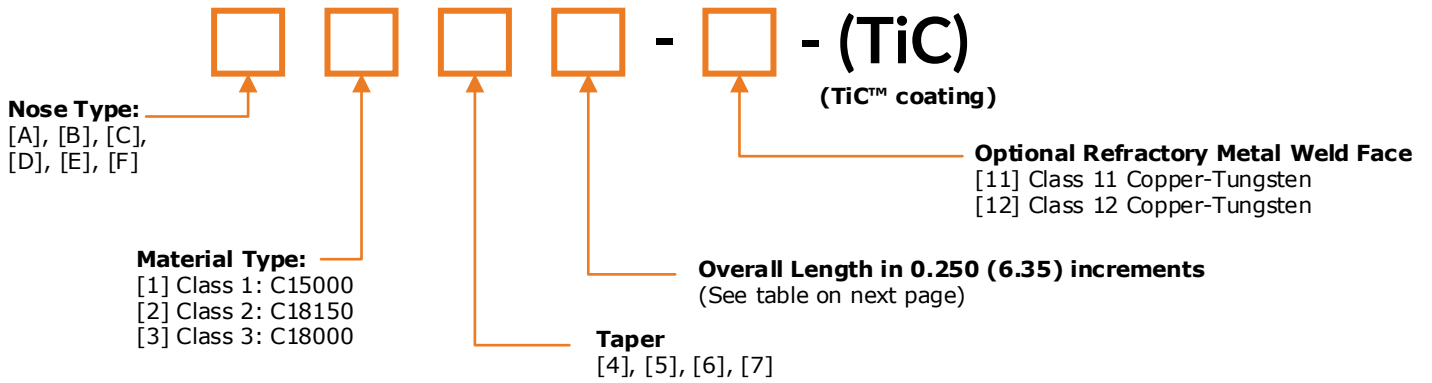 - - (TiC)
(TiC™ coating)
Nose Type:
[A], [B], [C],
[D], [E], [F]
Optional Refractory Metal Weld Face
[11] Class 11 Copper-Tungsten
[12] Class 12 Copper-Tungsten
Material Type:
[1] Class 1: C15000
[2] Class 2: C18150
[3] Class 3: C18000
Overall Length in 0.250 (6.35) increments
(See table on next page)
Taper
[4], [5], [6], [7]